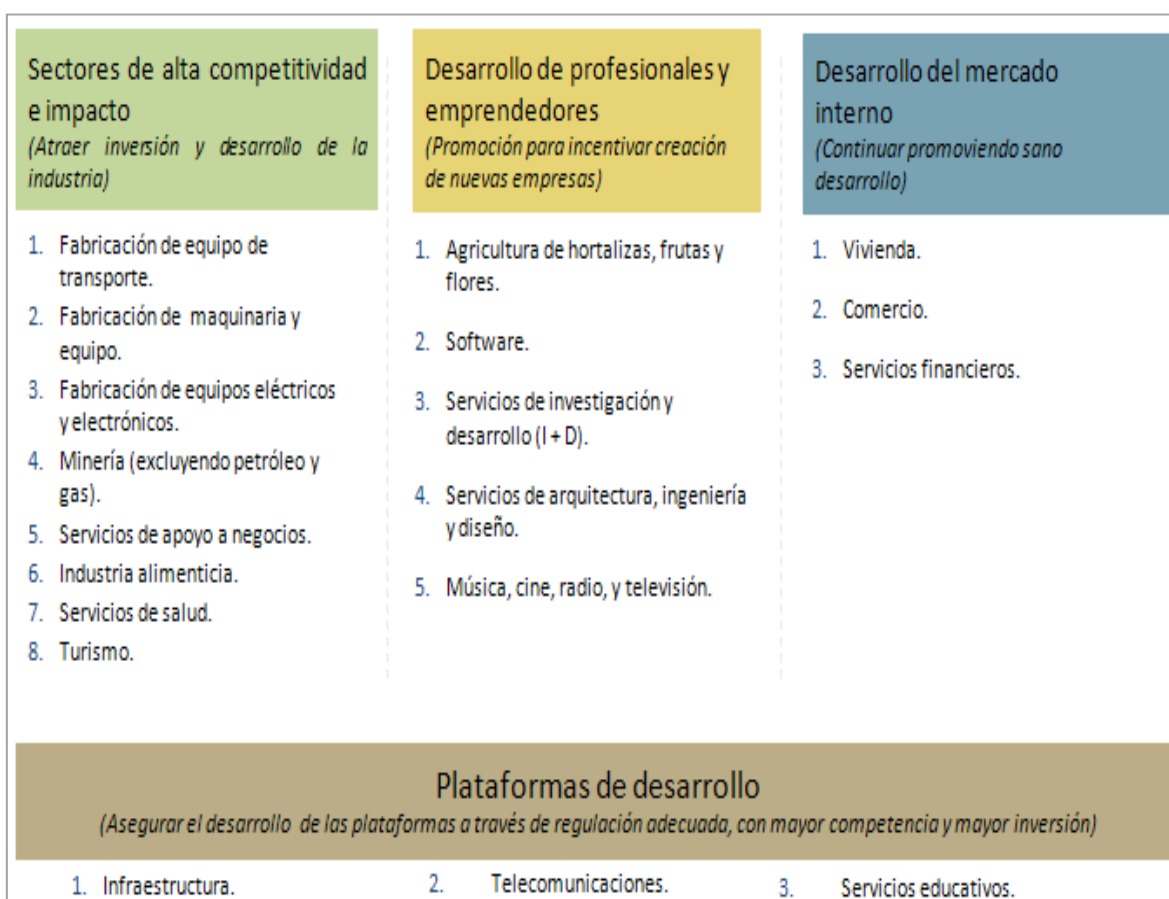 Sectores de alta competitividad
e impacto
(Atraer inversión y desarrollo de la
industria)
1. Fabricación de equipo de
transporte.
2. Fabricación de maquinaria y
equipo.
3. Fabricación de equipos eléctricos
y electrónicos.
4. Minería (excluyendo petróleo y
gas).
5. Servicios de apoyo a negocios.
6. Industria alimenticia.
7. Servicios de salud.
8. Turismo.
Desarrollo de profesionales y
emprendedores
(Promoción para incentivar creación
de nuevas empresas)
1. Agricultura de hortalizas, frutas y
flores.
2. Software.
3. Servicios de investigación y
desarrollo (I + D).
4. Servicios de arquitectura, ingeniería
y diseño.
5. Música, cine, radio, y televisión.
Desarrollo del mercado
interno
(Continuar promoviendo sano
desarrollo)
1. Vivienda.
2. Comercio.
3. Servicios financieros.
Plataformas de desarrollo
(Asegurar el desarrollo de las plataformas a través de regulación adecuada, con mayor competencia y mayor inversión)
1. Infraestructura.
2. Telecomunicaciones.
3. Servicios educativos.